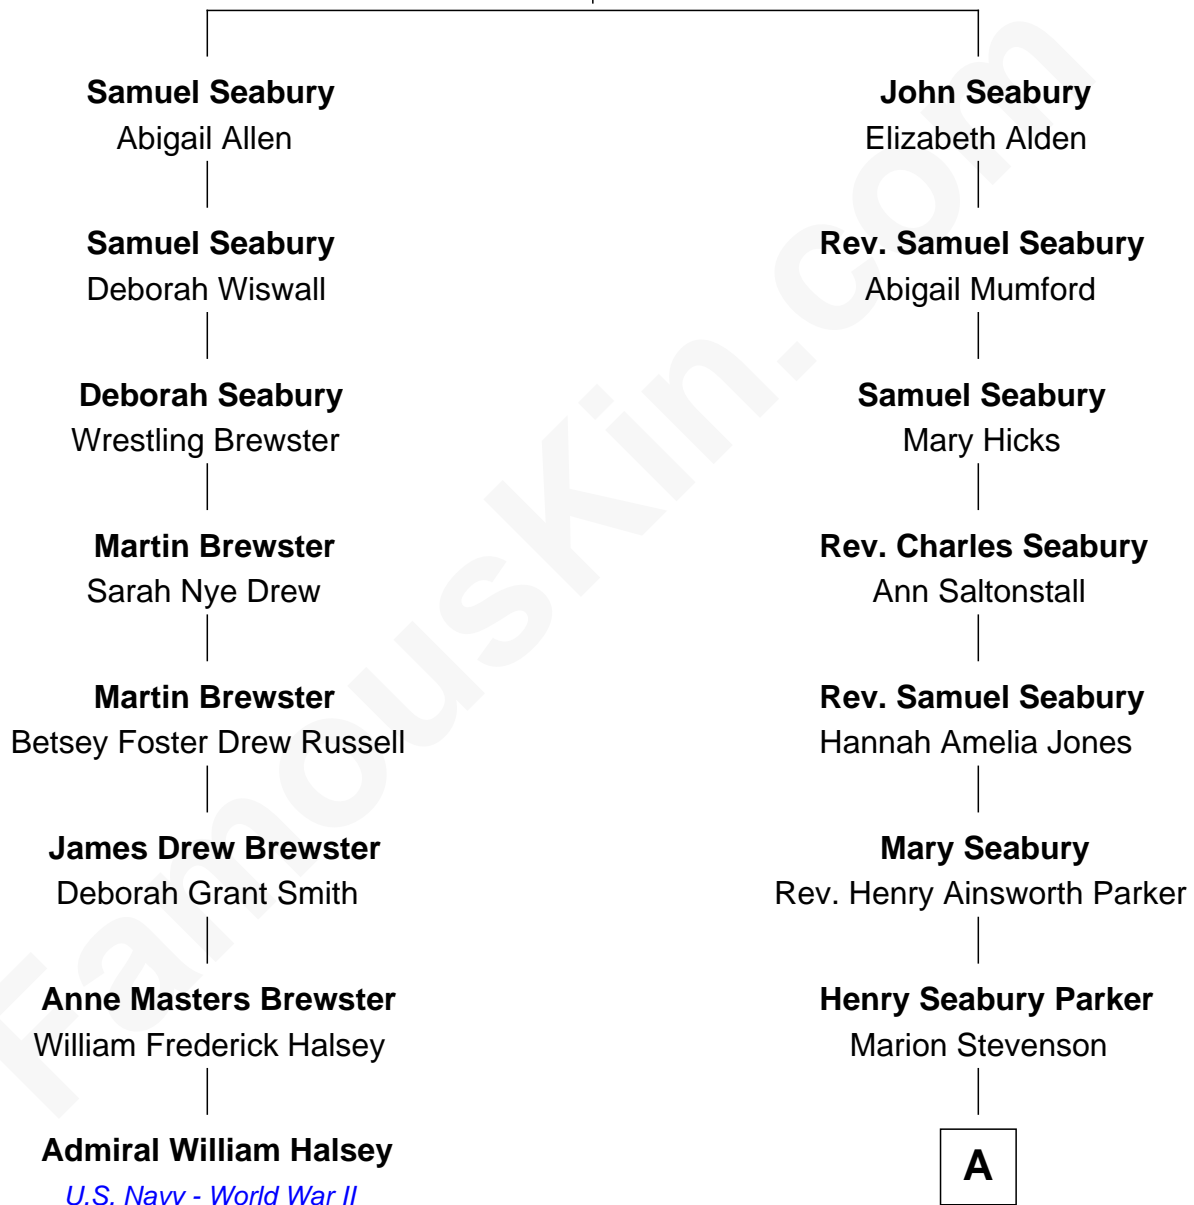 Samuel Seabury
Abigail Allen
John Seabury
Elizabeth Alden
Samuel Seabury
Deborah Wiswall
Rev. Samuel Seabury
Abigail Mumford
Deborah Seabury
Wrestling Brewster
Samuel Seabury
Mary Hicks
Martin Brewster
Sarah Nye Drew
Rev. Charles Seabury
Ann Saltonstall
Martin Brewster
Betsey Foster Drew Russell
Rev. Samuel Seabury
Hannah Amelia Jones
James Drew Brewster
Deborah Grant Smith
Mary Seabury
Rev. Henry Ainsworth Parker
Anne Masters Brewster
William Frederick Halsey
Henry Seabury Parker
Marion Stevenson
Admiral William Halsey
U.S. Navy - World War II
A
FamousKin.com